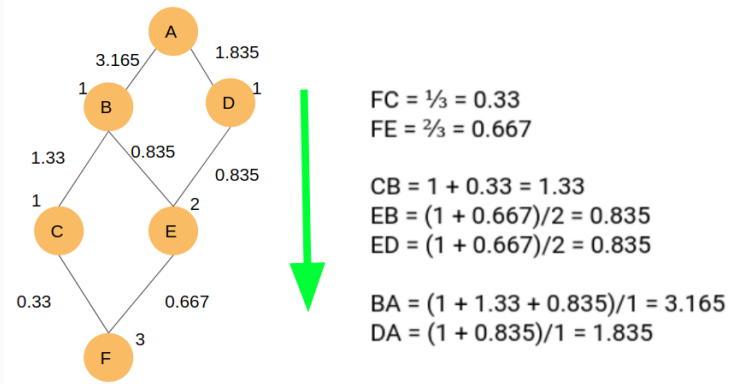 A
3.165
1.835
1
1
B
D
1.33
0.835
0.835
1
2
C
E
0.33
0.667
3
F
FC = ⅓ = 0.33
FE = ⅔ = 0.667
CB = 1 + 0.33 = 1.33
EB = (1 + 0.667)/2 = 0.835
ED = (1 + 0.667)/2 = 0.835
BA = (1 + 1.33 + 0.835)/1 = 3.165
DA = (1 + 0.835)/1 = 1.835